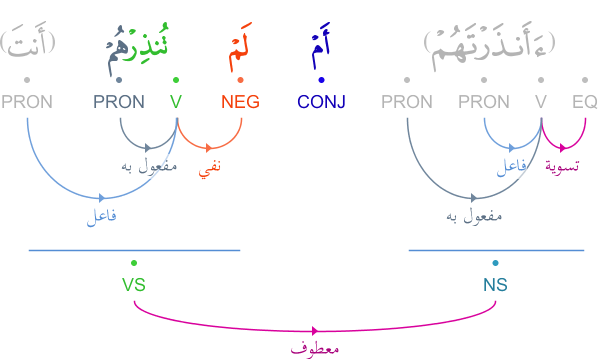 (ءَأَنذَرْتَهُمْ) أَمْ لَمْ تُنذِرْهُمْ (أَنتَ)
PRON PRON V NEG CONJ PRON PRON V EQ
مفعول به نفي فاعل تسوية
فاعل مفعول به
VS NS
معطوف